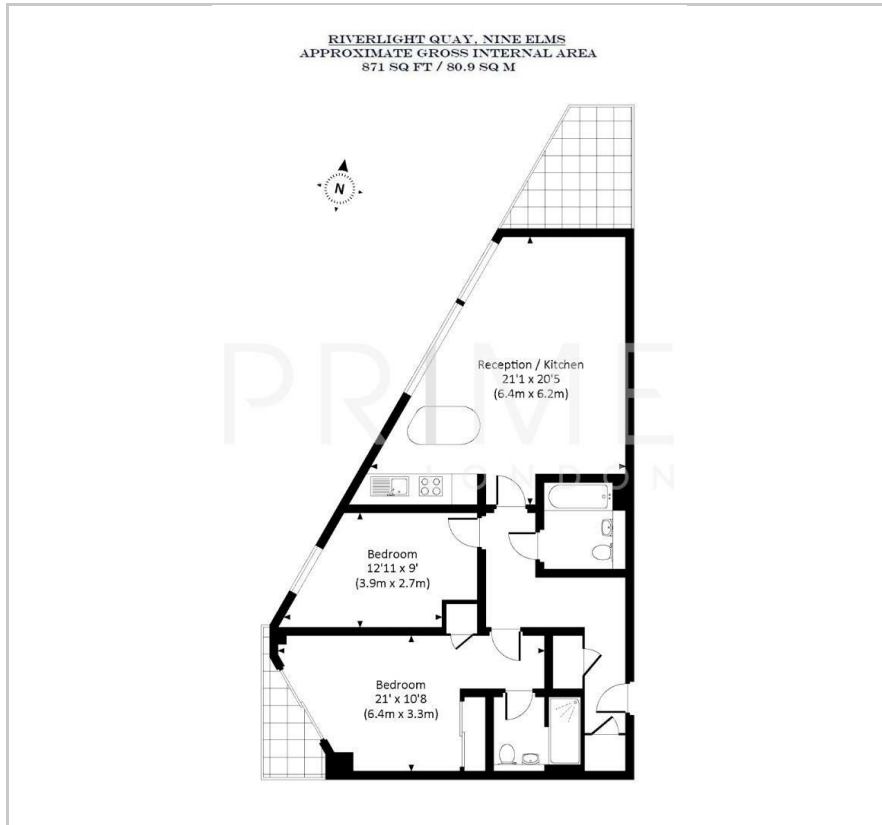 RIVERLIGHT QUAY, NINE ELMS
APPROXIMATE GROSS INTERNAL AREA
871 SQ FT / 80.9 SQ M
N
Reception / Kitchen
21'1 x 20'5
(6.4m x 6.2m)
PRIME
LONDON
Bedroom
12'11 x 9'
(3.9m x 2.7m)
Bedroom
21' x 10'8
(6.4m x 3.3m)